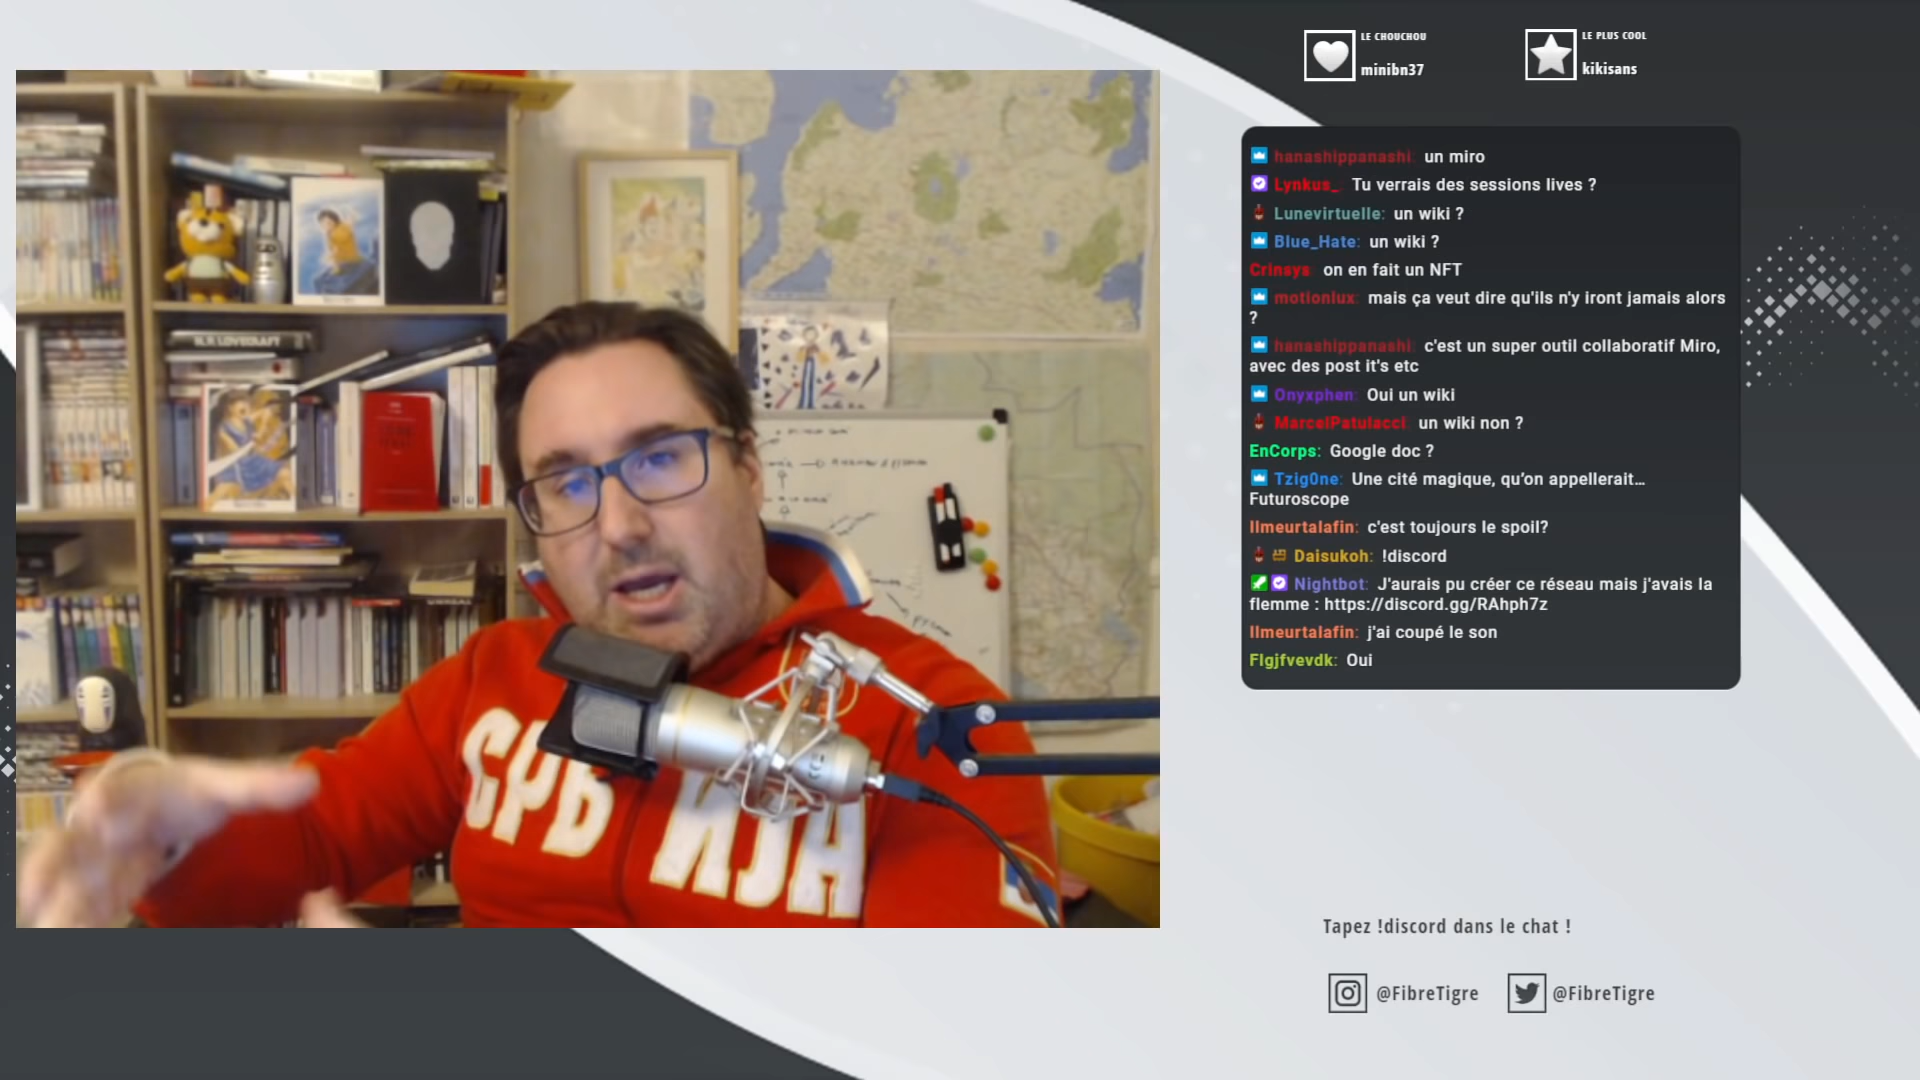 LE CHOUCHOU
minibn37
LE PLUS COOL
kikisans
hanashippanashi: un miro
Lynkus_: Tu verrais des sessions lives ?
Lunevirtuelle: un wiki ?
Blue_Hate: un wiki ?
Crinsys: on en fait un NFT
motionlux: mais ça veut dire qu'ils n'y iront jamais alors
?
hanashippanashi: c'est un super outil collaboratif Miro,
avec des post it's etc
Onyxphen: Oui un wiki
MarcelPatulacci: un wiki non ?
EnCorps: Google doc ?
Tzig0ne: Une cité magique, qu'on appellerait…
Futuroscope
Ilmeurtalafin: c'est toujours le spoil?
Daisukoh: !discord
Nightbot: J'aurais pu créer ce réseau mais j'avais la
flemme : https://discord.gg/RAhph7z
Ilmeurtalafin: j'ai coupé le son
Flgjfvevdk: Oui
H.P. LOVECRAFT
СРБИЈА
Tapez !discord dans le chat !
@FibreTigre
@FibreTigre